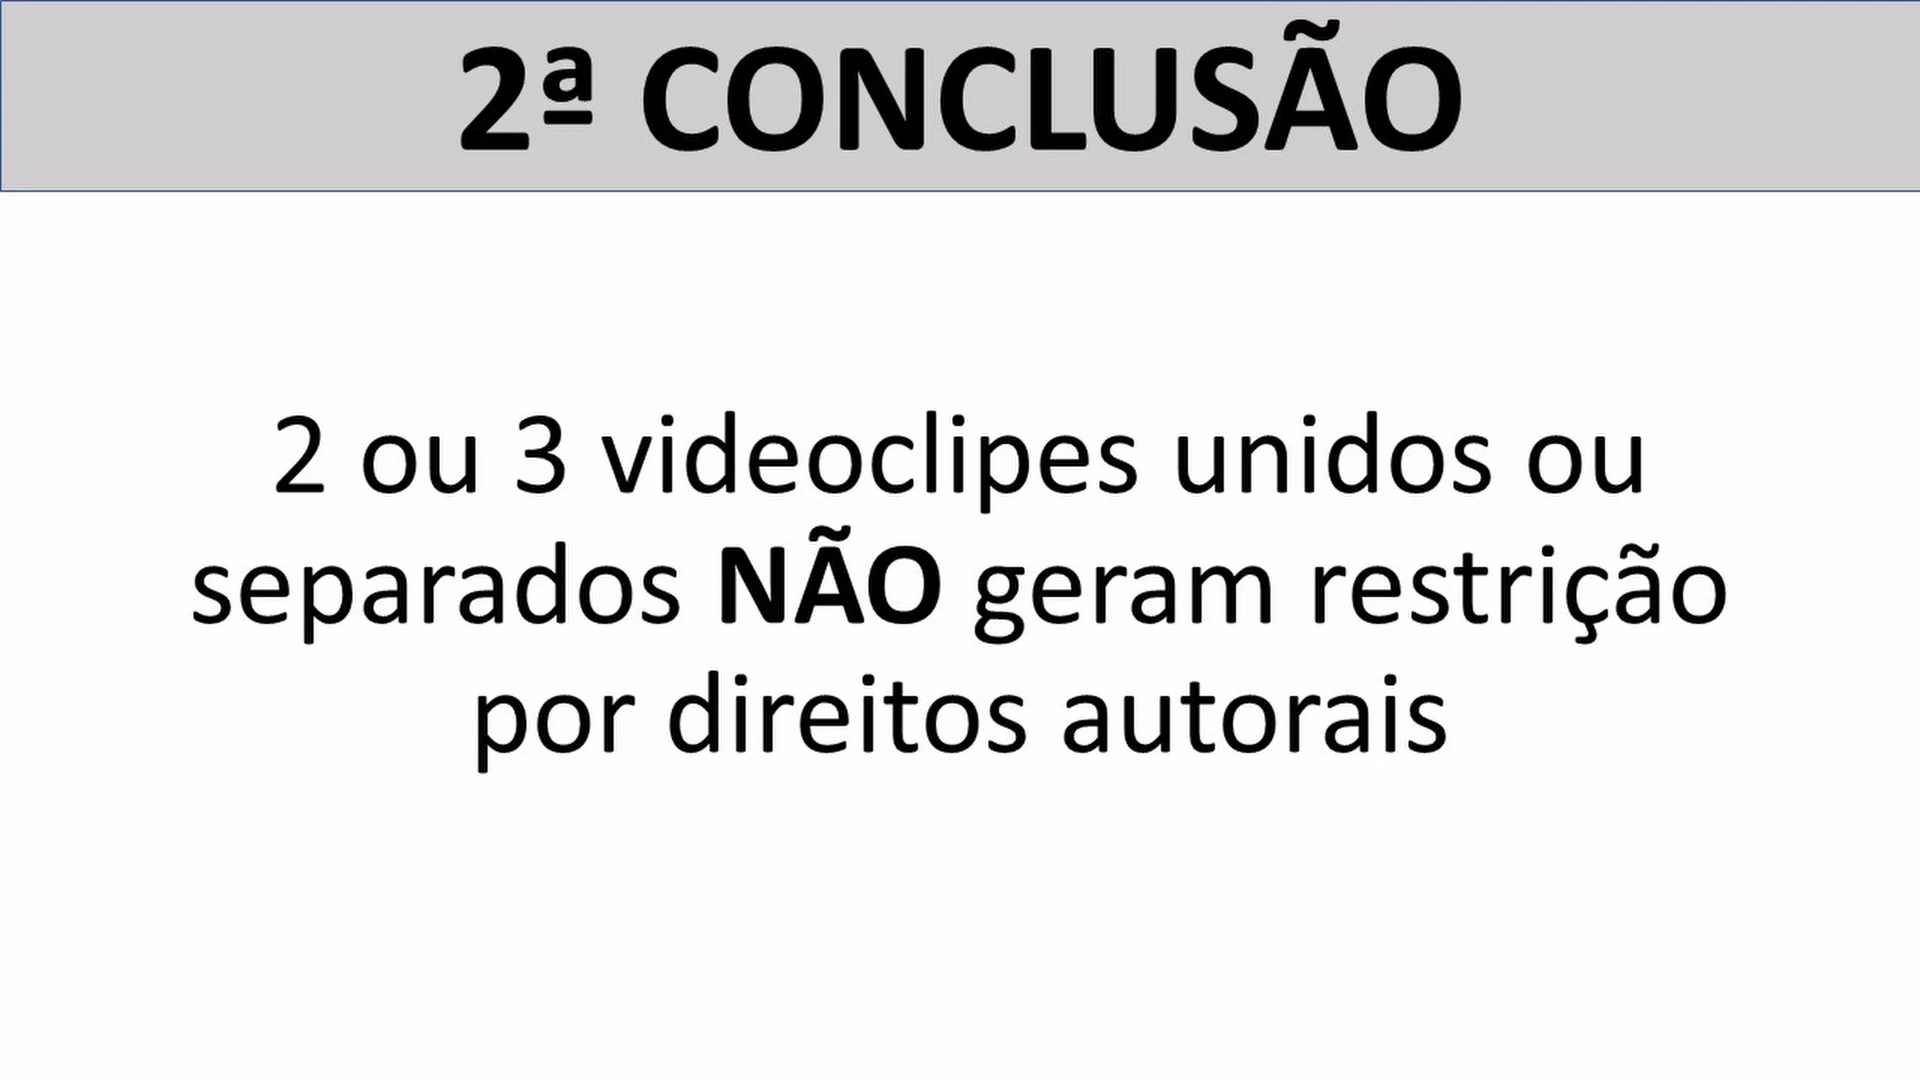 2ª CONCLUSÃO
2 ou 3 videoclipes unidos ou
separados NÃO geram restrição
por direitos autorais